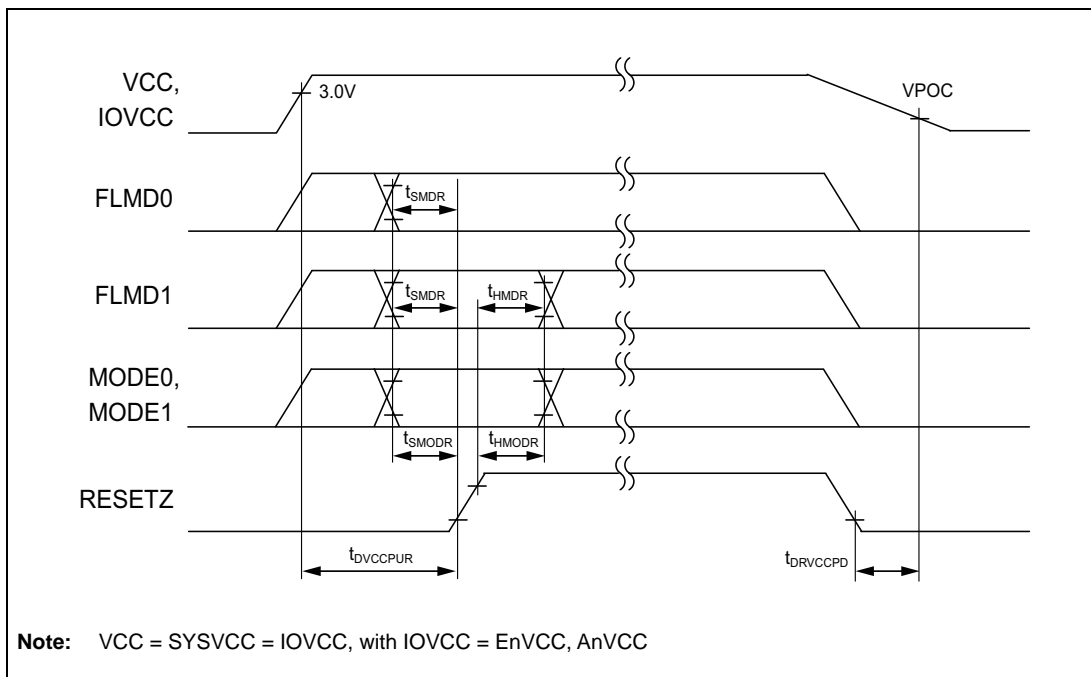 VCC,
IOVCC
3.0V
VPOC
FLMD0
tSMDR
FLMD1
tSMDR
tHMDR
MODE0,
MODE1
tSMODR
tHMODR
RESETZ
tDVCCPUR
tDRVCCPD
Note: VCC = SYSVCC = IOVCC, with IOVCC = EnVCC, AnVCC